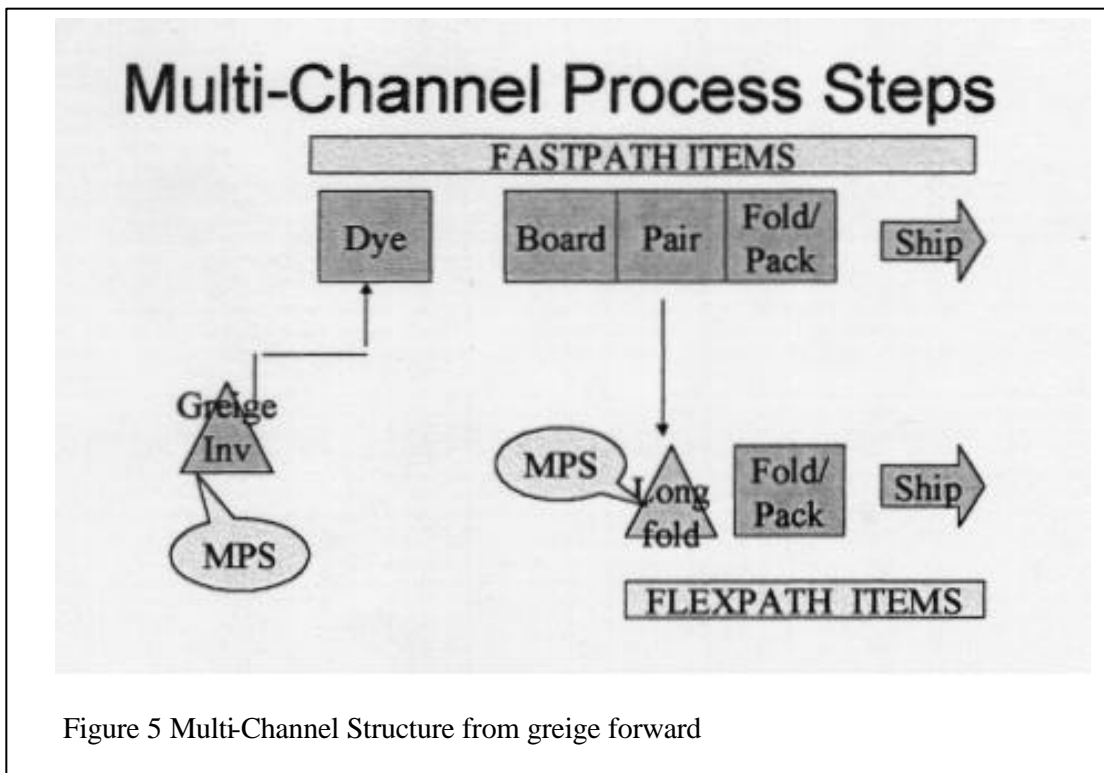 Multi-Channel Process Steps
FASTPATH ITEMS
Dye
Board
Pair
Fold/
Pack
Ship
Greige
Inv
MPS
MPS
Long
fold
Fold/
Pack
Ship
FLEXPATH ITEMS
Figure 5 Multi-Channel Structure from greige forward